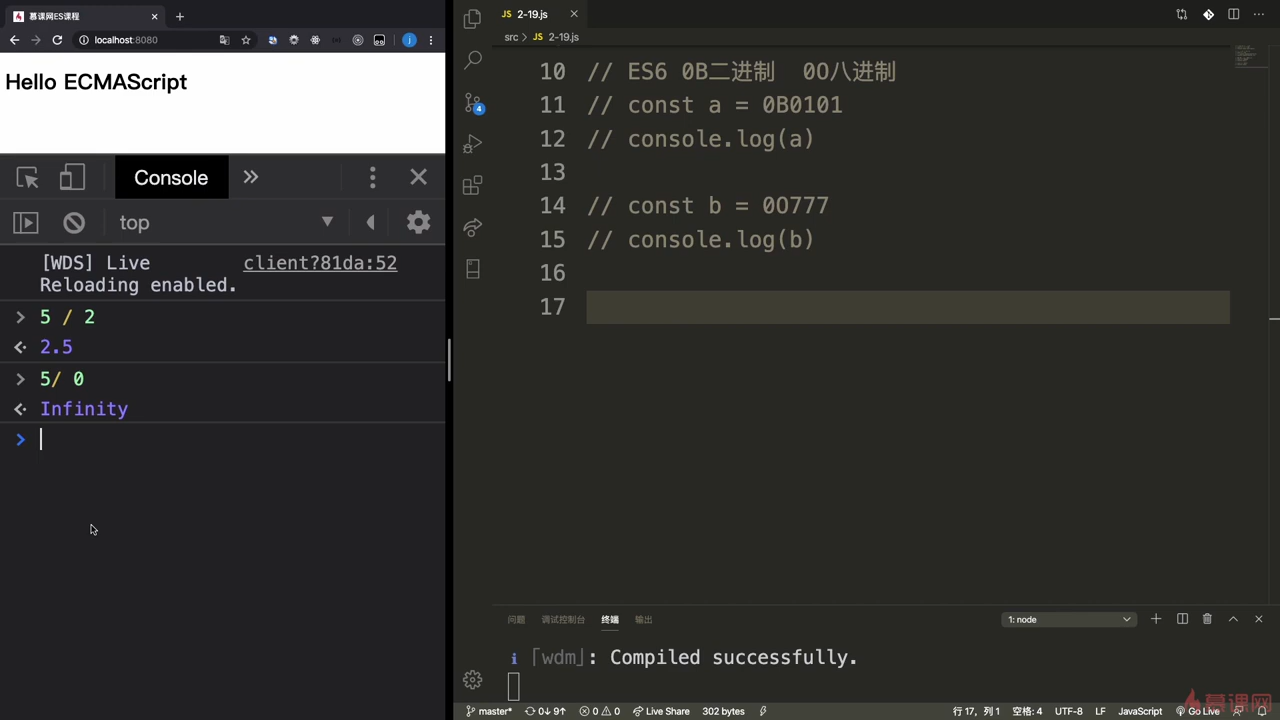 慕课网ES课程
localhost:8080
Hello ECMAScript
Console
top
[WDS] Live client?81da:52
Reloading enabled.
> 5 / 2
2.5
> 5/ 0
Infinity
>
4
JS 2-19.js
src > JS 2-19.js
10 // ES6 0B二进制  0O八进制
11 // const a = 0B0101
12 // console.log(a)
13
14 // const b = 0O777
15 // console.log(b)
16
17
问题 调试控制台 终端 输出 1: node
i ｢wdm｣: Compiled successfully.
master* 0↓ 9↑ 0 0 Live Share 302 bytes 行 17，列 1 空格: 4 UTF-8 LF JavaScript Go Live
慕课网